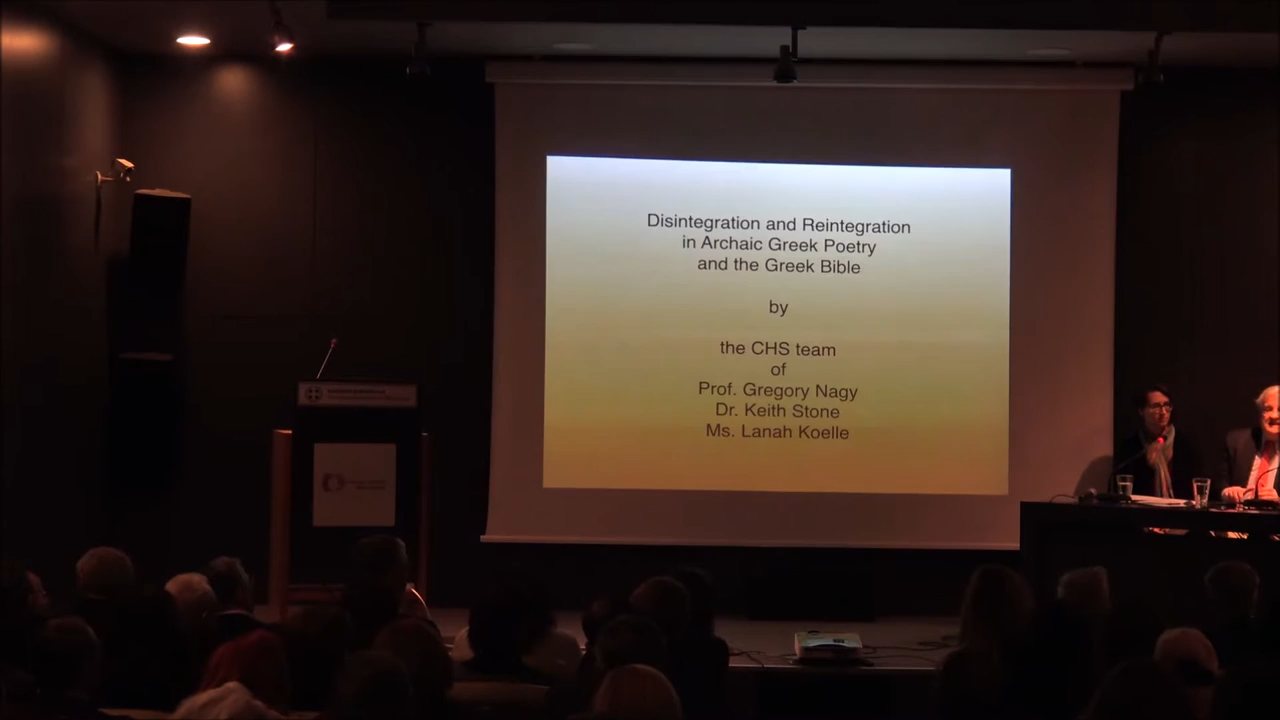 Disintegration and Reintegration
in Archaic Greek Poetry
and the Greek Bible
by
the CHS team
of
Prof. Gregory Nagy
Dr. Keith Stone
Ms. Lanah Koelle